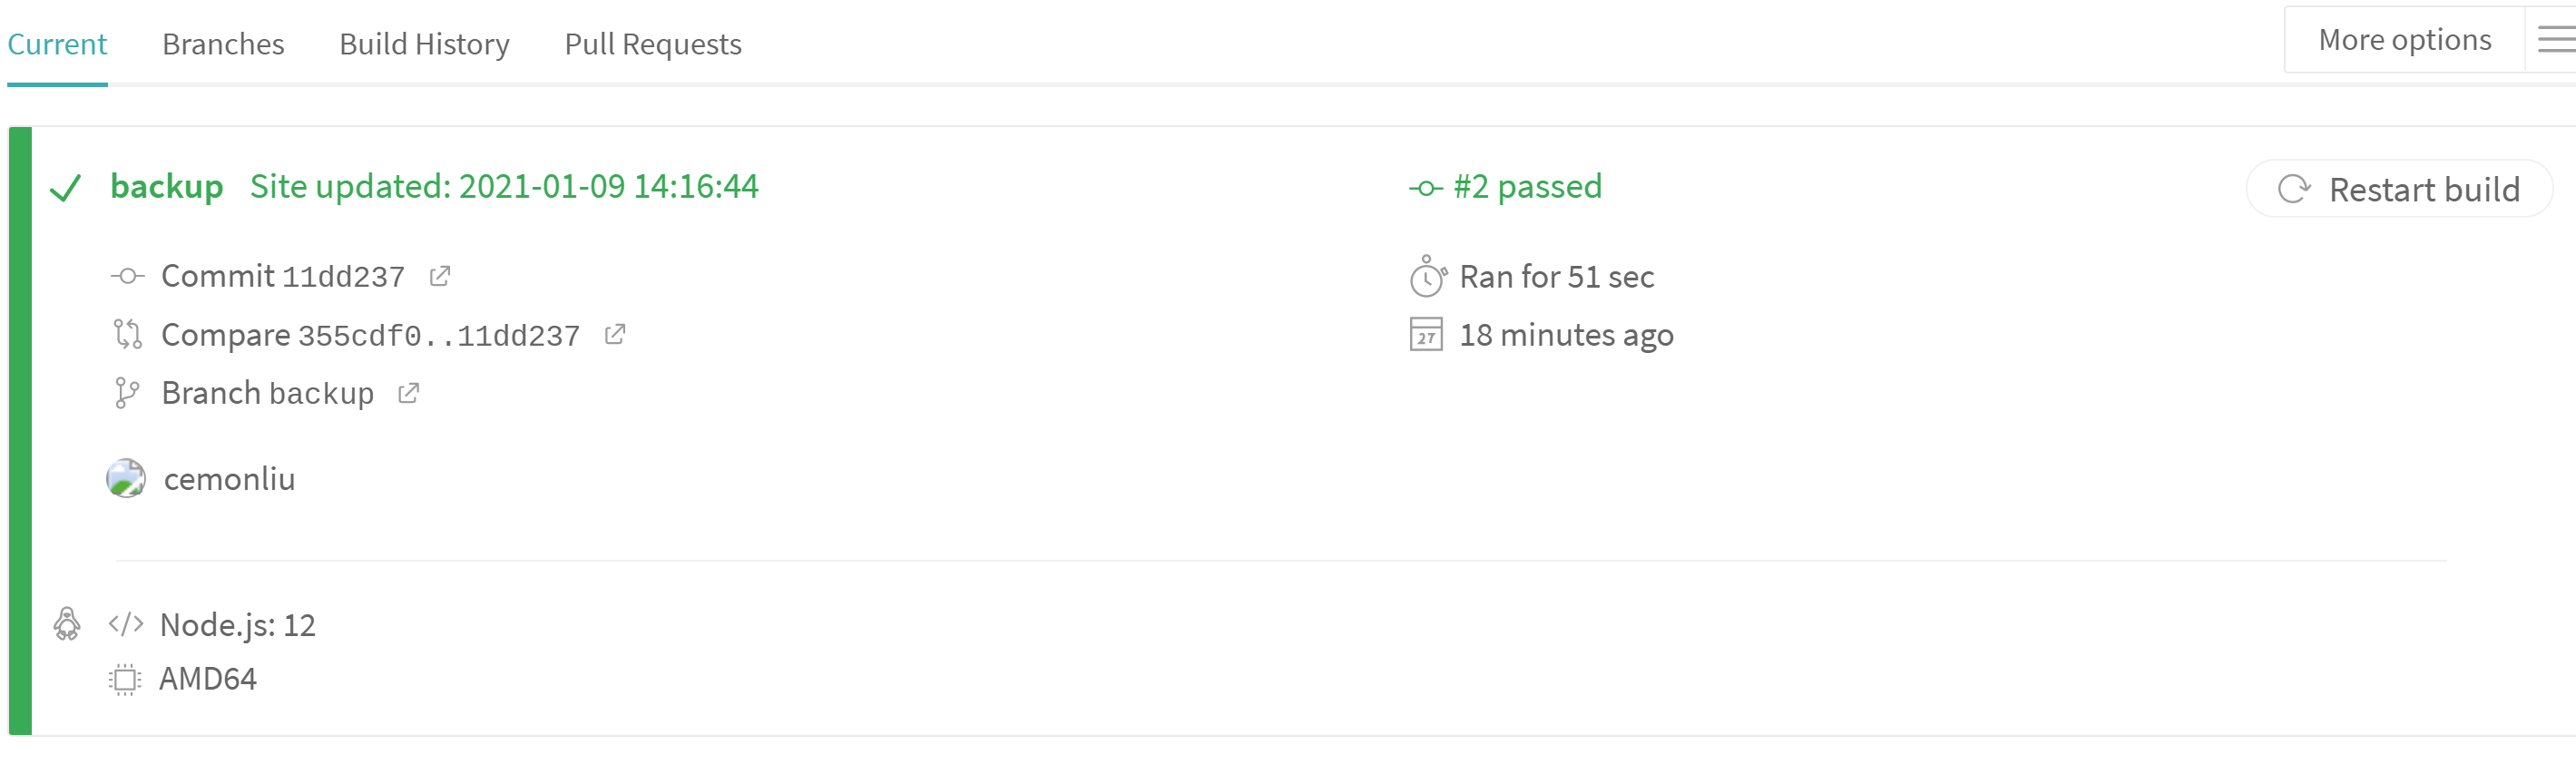 Current Branches Build History Pull Requests More options
backup Site updated: 2021-01-09 14:16:44 #2 passed Restart build
Commit 11dd237 Ran for 51 sec
Compare 355cdf0..11dd237 27 18 minutes ago
Branch backup
cemonliu
</> Node.js: 12
AMD64